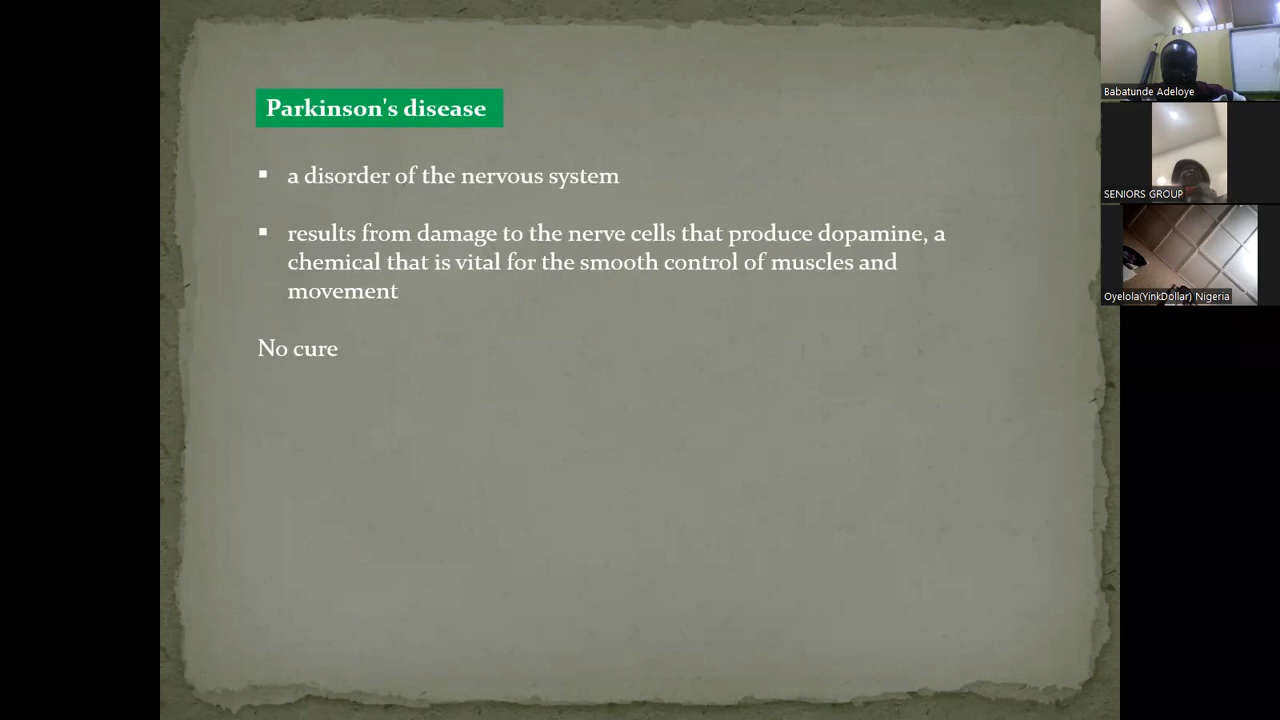 Parkinson's disease
▪ a disorder of the nervous system
▪ results from damage to the nerve cells that produce dopamine, a
chemical that is vital for the smooth control of muscles and
movement
No cure
Babatunde Adeloye
SENIORS GROUP
Oyelola(YinkDollar) Nigeria